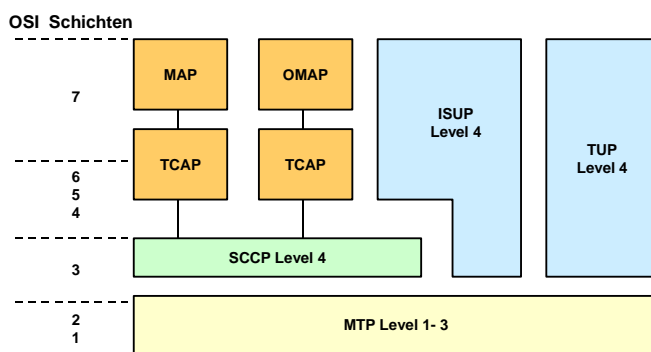 OSI Schichten
MAP
OMAP
7
ISUP
Level 4
TCAP
TCAP
TUP
Level 4
6
5
4
SCCP Level 4
3
MTP Level 1- 3
2
1